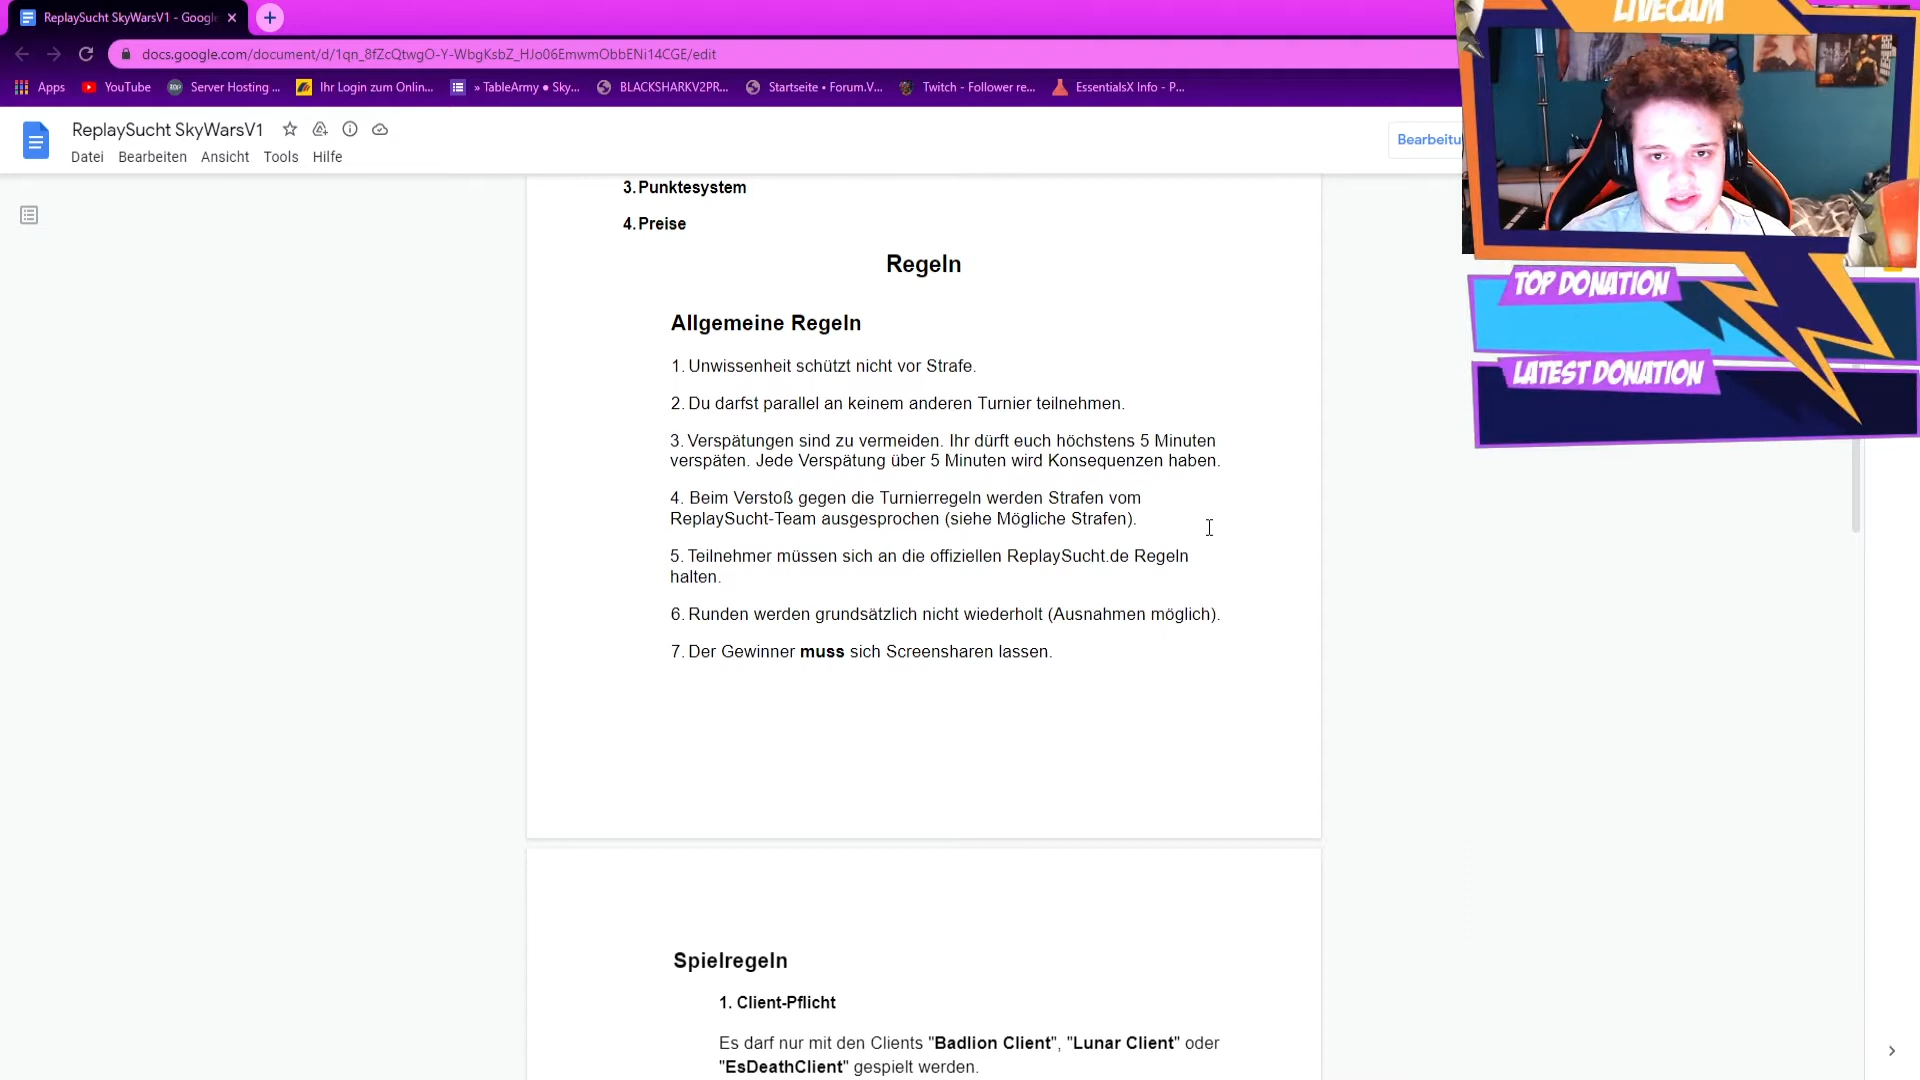 ReplaySucht SkyWarsV1 - Googl
docs.google.com/document/d/1qn_8fZcQtwgO-Y-WbgKsbZ_HJo06EmwmObbENi14CGE/edit
Apps YouTube Server Hosting ... Ihr Login zum Onlin... » TableArmy ● Sky... BLACKSHARKV2PR... Startseite • Forum.V... Twitch - Follower re... EssentialsX Info - P...
LIVECAM
ReplaySucht SkyWarsV1
Bearbeitu
Datei Bearbeiten Ansicht Tools Hilfe
3. Punktesystem
4. Preise
Regeln
TOP DONATION
Allgemeine Regeln
1. Unwissenheit schützt nicht vor Strafe.
LATEST DONATION
2. Du darfst parallel an keinem anderen Turnier teilnehmen.
3. Verspätungen sind zu vermeiden. Ihr dürft euch höchstens 5 Minuten
verspäten. Jede Verspätung über 5 Minuten wird Konsequenzen haben.
4. Beim Verstoß gegen die Turnierregeln werden Strafen vom
ReplaySucht-Team ausgesprochen (siehe Mögliche Strafen).
5. Teilnehmer müssen sich an die offiziellen ReplaySucht.de Regeln
halten.
6. Runden werden grundsätzlich nicht wiederholt (Ausnahmen möglich).
7. Der Gewinner muss sich Screensharen lassen.
Spielregeln
1. Client-Pflicht
Es darf nur mit den Clients "Badlion Client", "Lunar Client" oder
"EsDeathClient" gespielt werden.